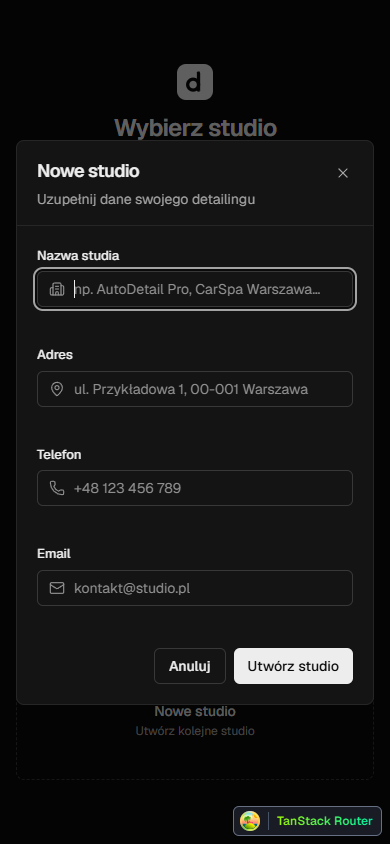 d
Wybierz studio
Nowe studio
Uzupełnij dane swojego detailingu
Nazwa studia
np. AutoDetail Pro, CarSpa Warszawa...
Adres
ul. Przykładowa 1, 00-001 Warszawa
Telefon
+48 123 456 789
Email
kontakt@studio.pl
Anuluj
Utwórz studio
Nowe studio
Utwórz kolejne studio
TanStack Router